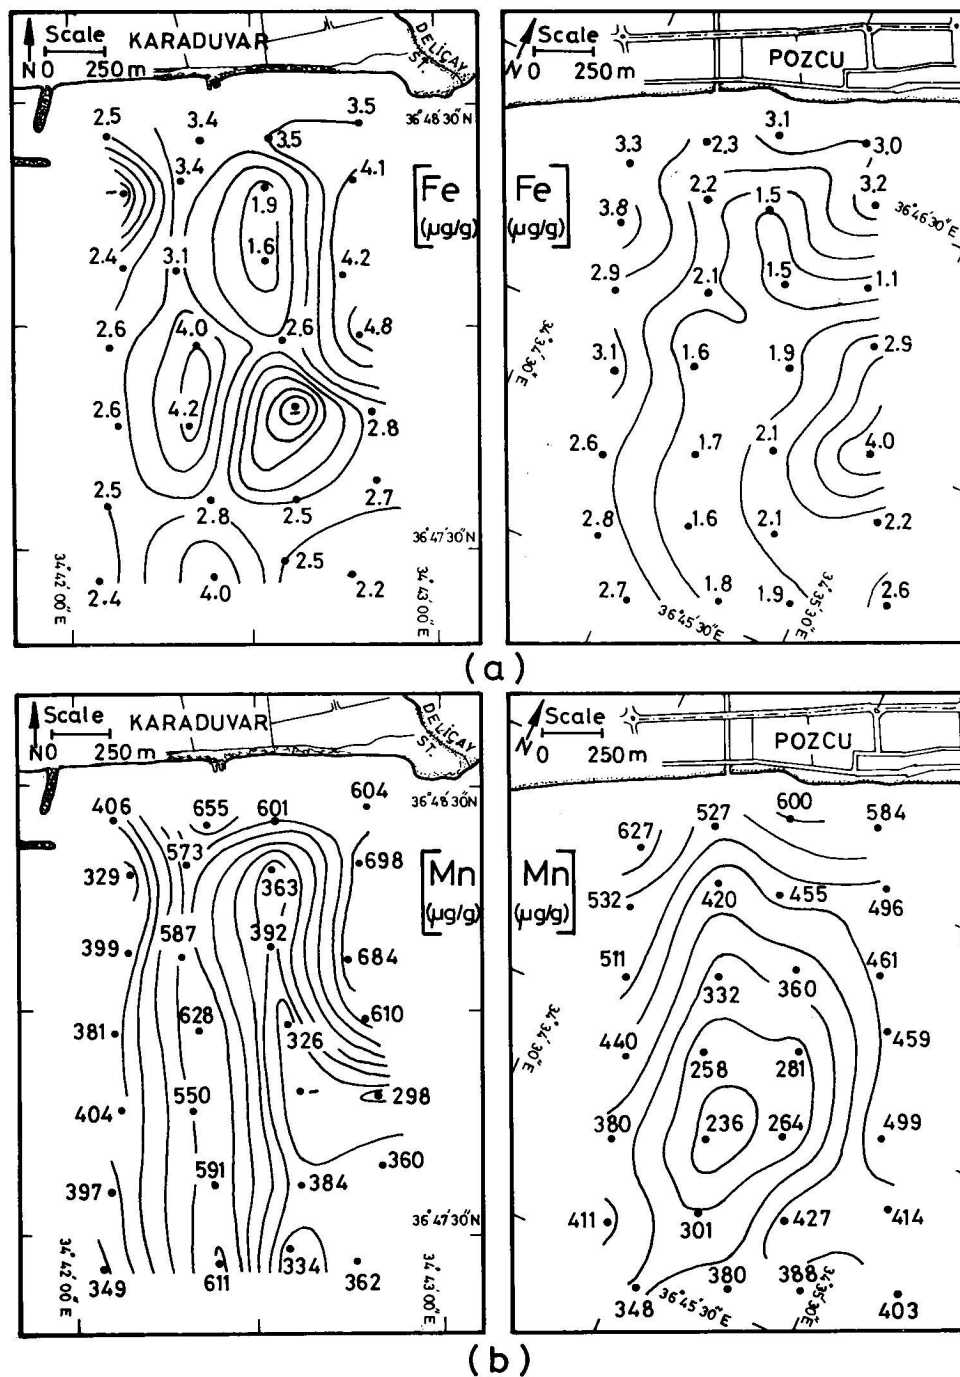 Scale
N 0 250 m
KARADUVAR
DELİÇAY ST.
36° 48' 30" N
2.5
3.4
3.5
3.5
3.4
4.1
-
1.9
2.4
3.1
1.6
4.2
2.6
4.0
2.6
4.8
2.6
4.2
-
2.8
2.5
2.8
2.5
2.7
36° 47' 30" N
2.4
4.0
2.5
2.2
34° 42' 00" E
34° 43' 00" E
Fe
(µg/g)
Scale
N 0 250 m
POZCU
Fe
(µg/g)
3.3
2.3
3.1
3.0
3.8
2.2
1.5
3.2
36° 46' 30" E
2.9
2.1
1.5
1.1
34° 34' 30" E
3.1
1.6
1.9
2.9
2.6
1.7
2.1
4.0
2.8
1.6
2.1
2.2
2.7
1.8
1.9
2.6
36° 45' 30" E
34° 35' 30" E
(a)
Scale
N 0 250 m
KARADUVAR
DELİÇAY ST.
36° 48' 30" N
406
655
601
604
573
329
363
698
399
587
392
684
381
628
326
610
404
550
-
298
397
591
384
360
36° 47' 30" N
349
611
334
362
34° 42' 00" E
34° 43' 00" E
Mn
(µg/g)
Scale
N 0 250 m
POZCU
Mn
(µg/g)
627
527
600
584
532
420
455
496
511
332
360
461
34° 34' 30" E
440
258
281
459
380
236
264
499
411
301
427
414
348
380
388
403
36° 45' 30" E
34° 35' 30" E
(b)